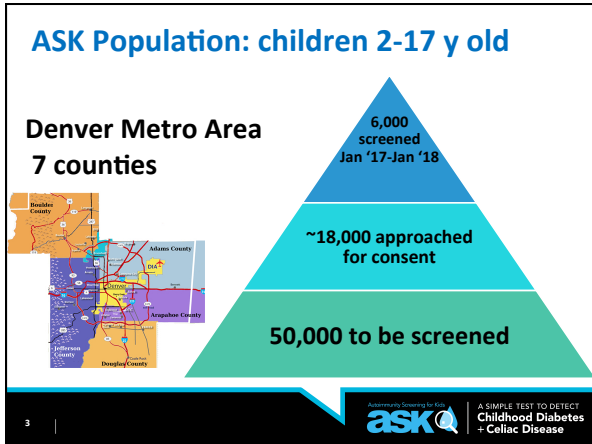 ASK Population: children 2-17 y old
Denver Metro Area
7 counties
6,000
screened
Jan ‘17-Jan ‘18
~18,000 approached
for consent
50,000 to be screened
Boulder
County
Adams County
DIA
Denver
Arapahoe County
Jefferson
County
Douglas County
3
Autoimmunity Screening for Kids
ask
A SIMPLE TEST TO DETECT
Childhood Diabetes
+ Celiac Disease